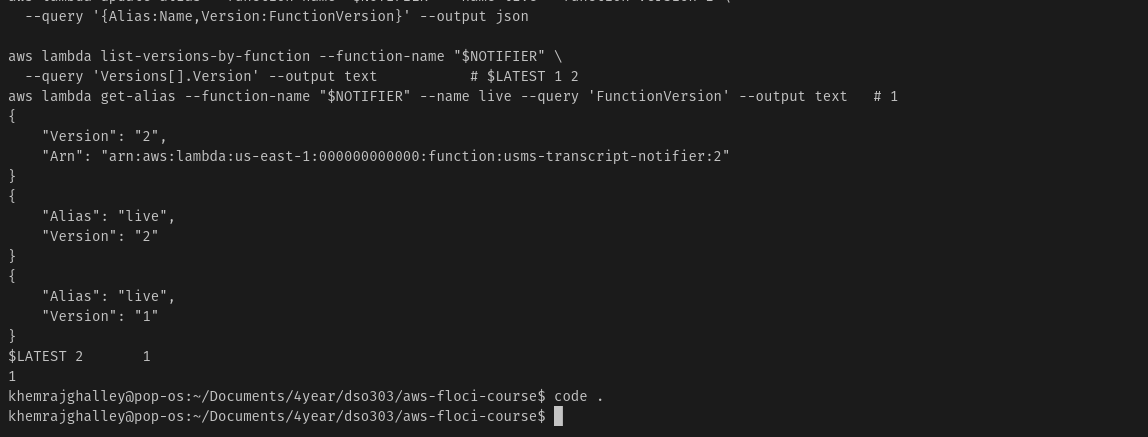 --query '{Alias:Name,Version:FunctionVersion}' --output json
aws lambda list-versions-by-function --function-name "$NOTIFIER" \
--query 'Versions[].Version' --output text           # $LATEST 1 2
aws lambda get-alias --function-name "$NOTIFIER" --name live --query 'FunctionVersion' --output text   # 1
{
    "Version": "2",
    "Arn": "arn:aws:lambda:us-east-1:000000000000:function:usms-transcript-notifier:2"
}
{
    "Alias": "live",
    "Version": "2"
}
{
    "Alias": "live",
    "Version": "1"
}
$LATEST 2       1
1
khemrajghalley@pop-os:~/Documents/4year/dso303/aws-floci-course$ code .
khemrajghalley@pop-os:~/Documents/4year/dso303/aws-floci-course$